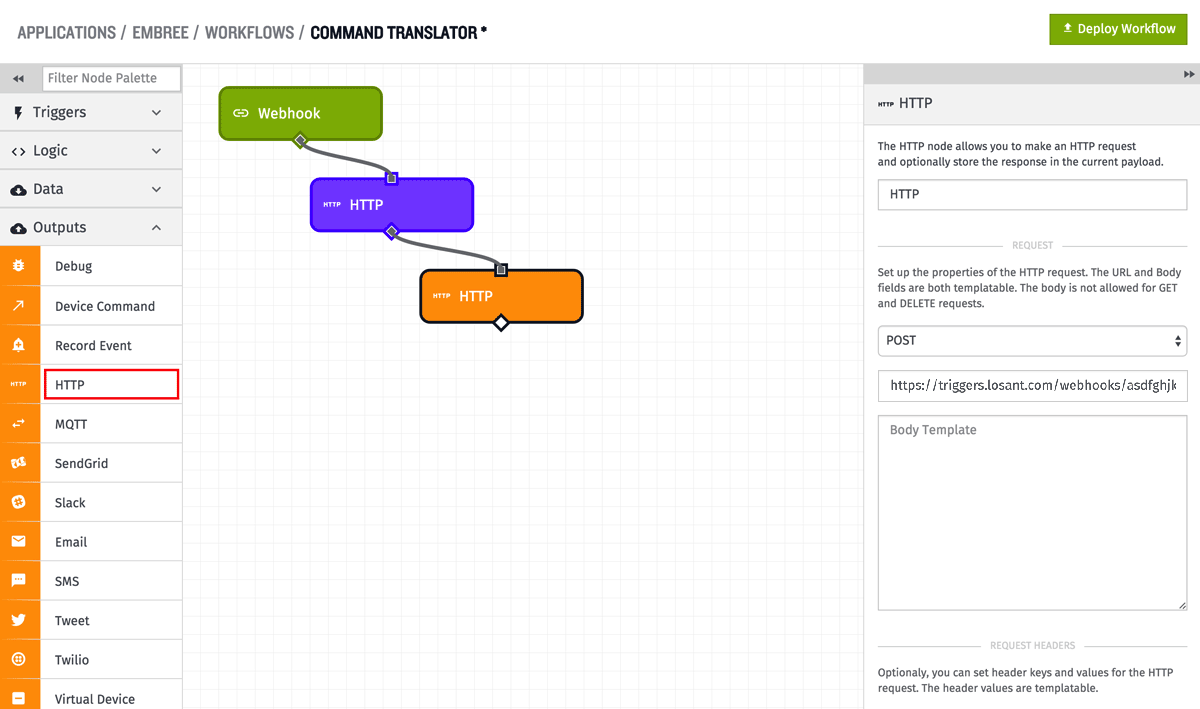 APPLICATIONS / EMBREE / WORKFLOWS / COMMAND TRANSLATOR *
Deploy Workflow
Filter Node Palette
Triggers
Logic
Data
Outputs
Debug
Device Command
Record Event
HTTP HTTP
MQTT
SendGrid
Slack
Email
SMS
Tweet
Twilio
Virtual Device
Webhook
HTTP HTTP
HTTP HTTP
HTTP HTTP
The HTTP node allows you to make an HTTP request
and optionally store the response in the current payload.
HTTP
REQUEST
Set up the properties of the HTTP request. The URL and Body
fields are both templatable. The body is not allowed for GET
and DELETE requests.
POST
https://triggers.losant.com/webhooks/asdfghjk
Body Template
REQUEST HEADERS
Optionaly, you can set header keys and values for the HTTP
request. The header values are templatable.